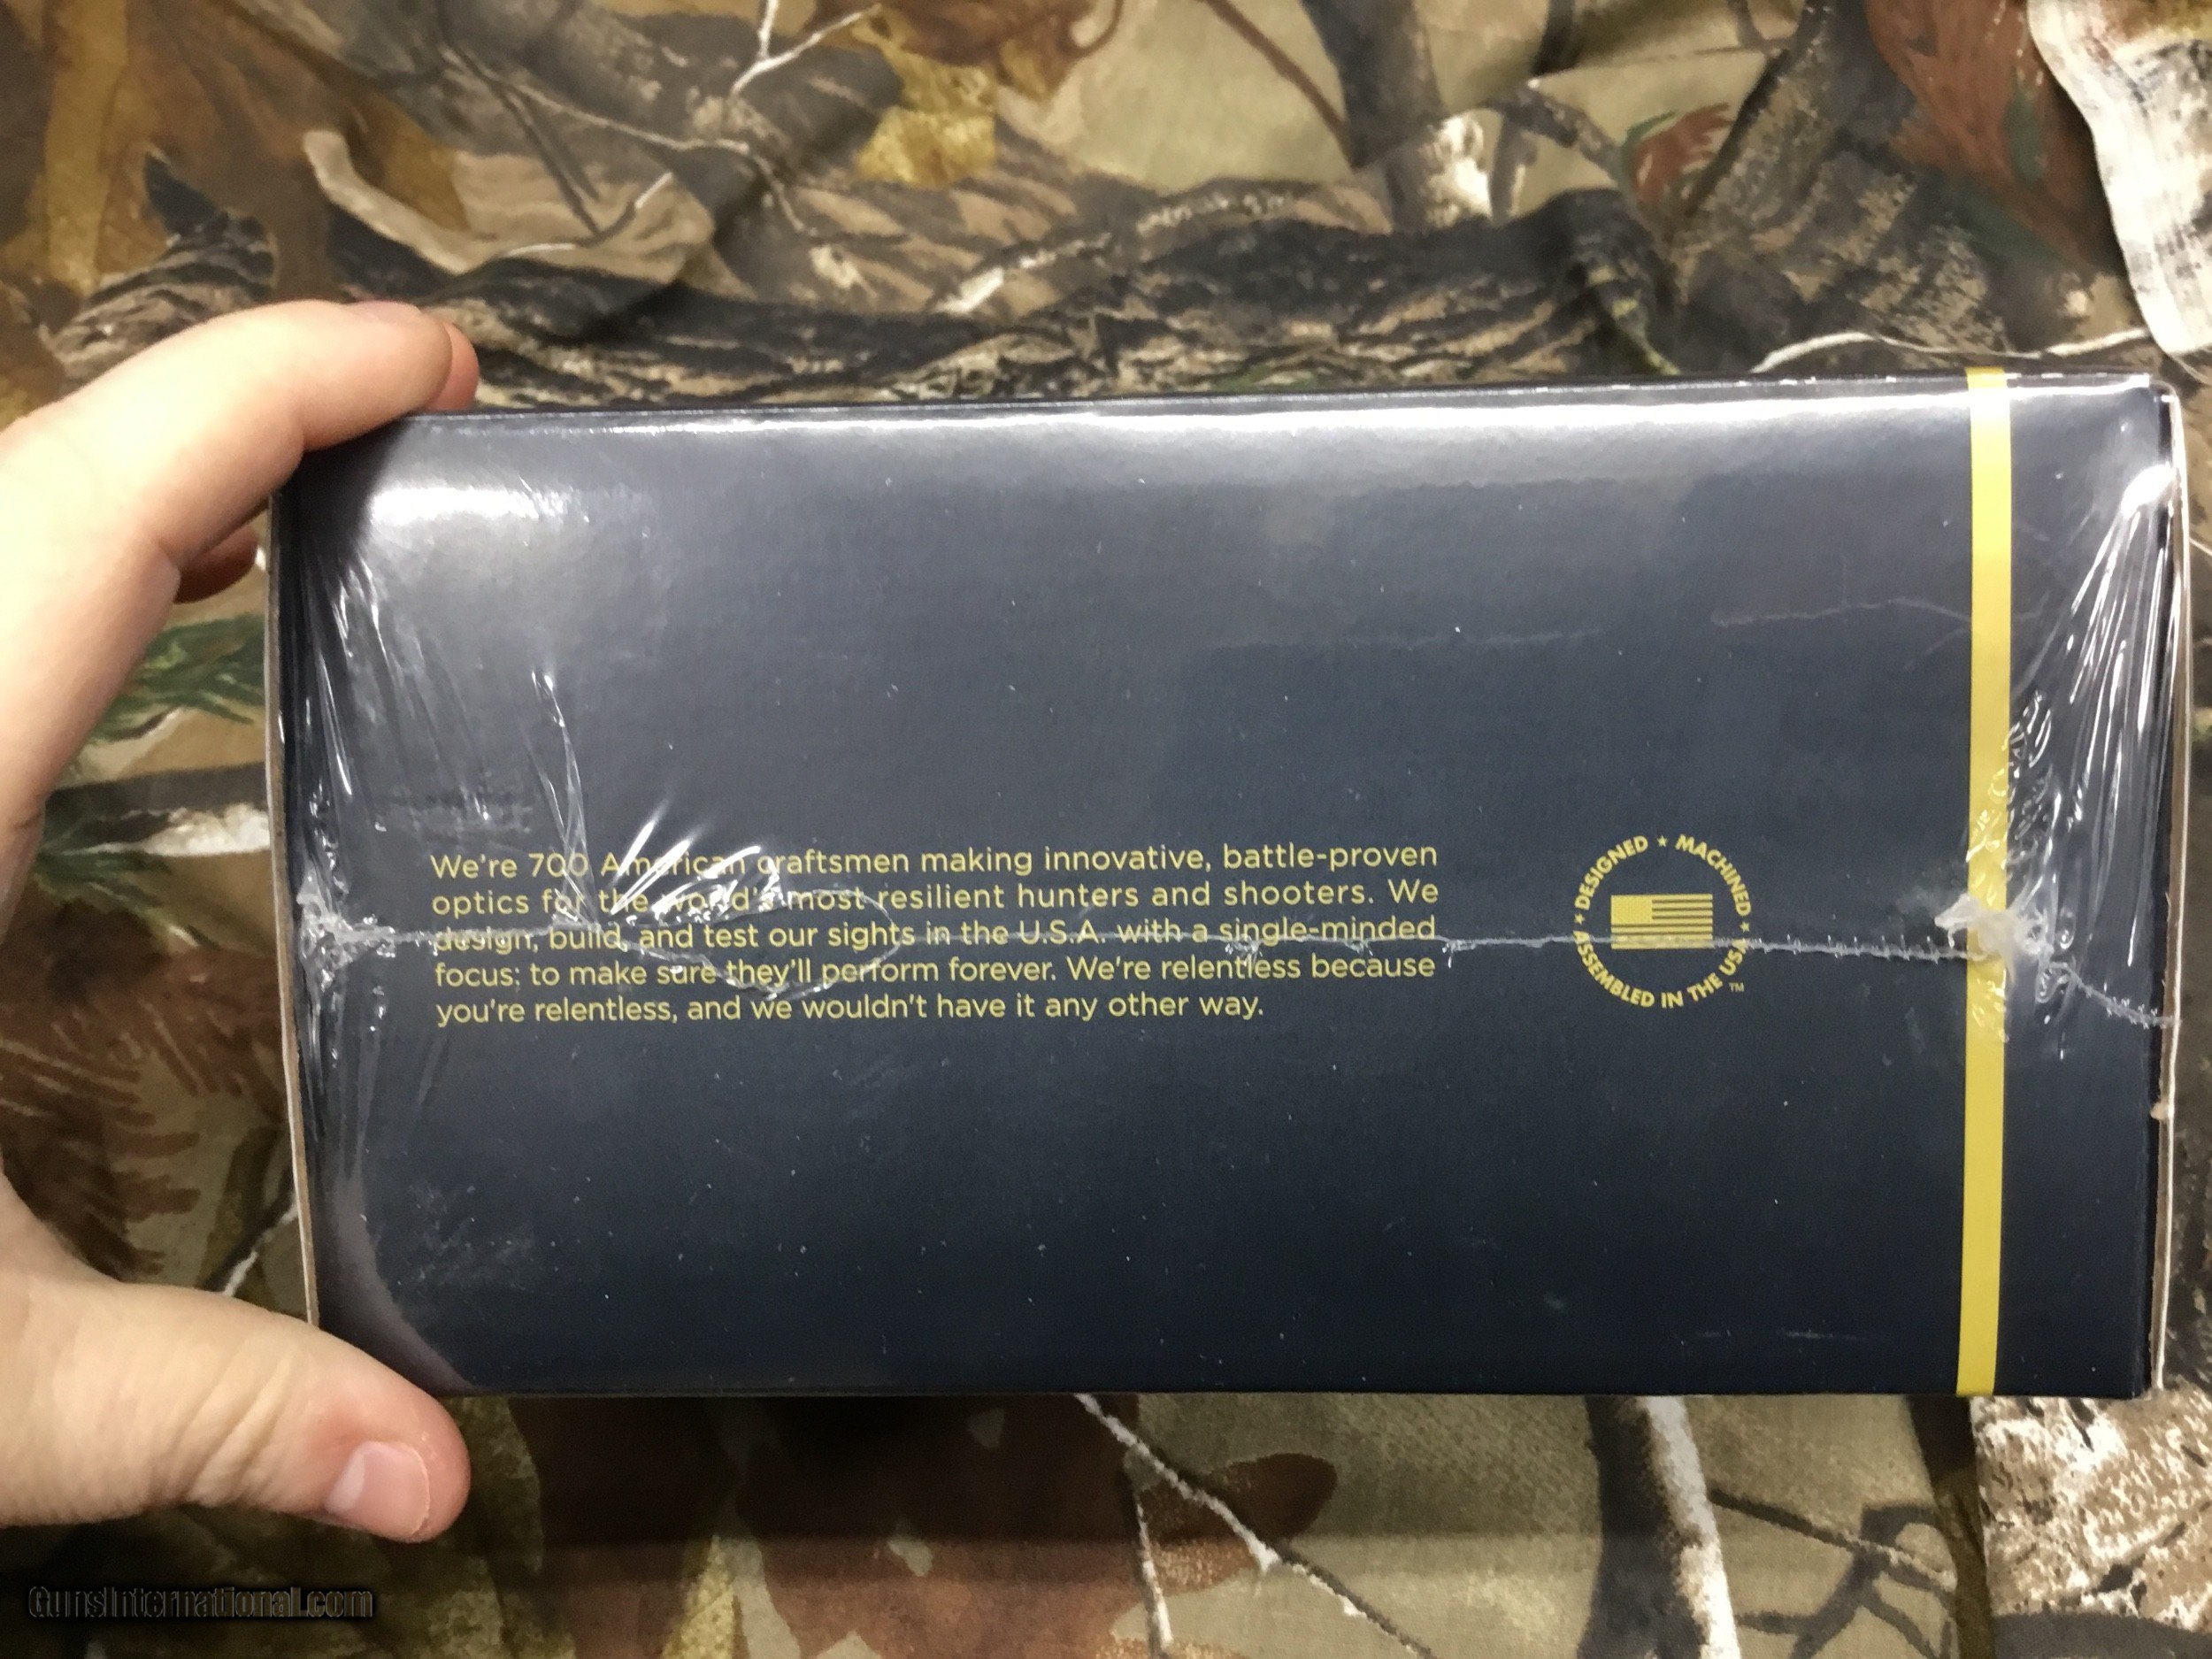 We're 700 American craftsmen making innovative, battle-proven
optics for the world's most resilient hunters and shooters. We
design, build, and test our sights in the U.S.A. with a single-minded
focus; to make sure they'll perform forever. We're relentless because
you're relentless, and we wouldn't have it any other way.
★ DESIGNED ★ MACHINED ★
ASSEMBLED IN THE USA ™
GunsInternational.com